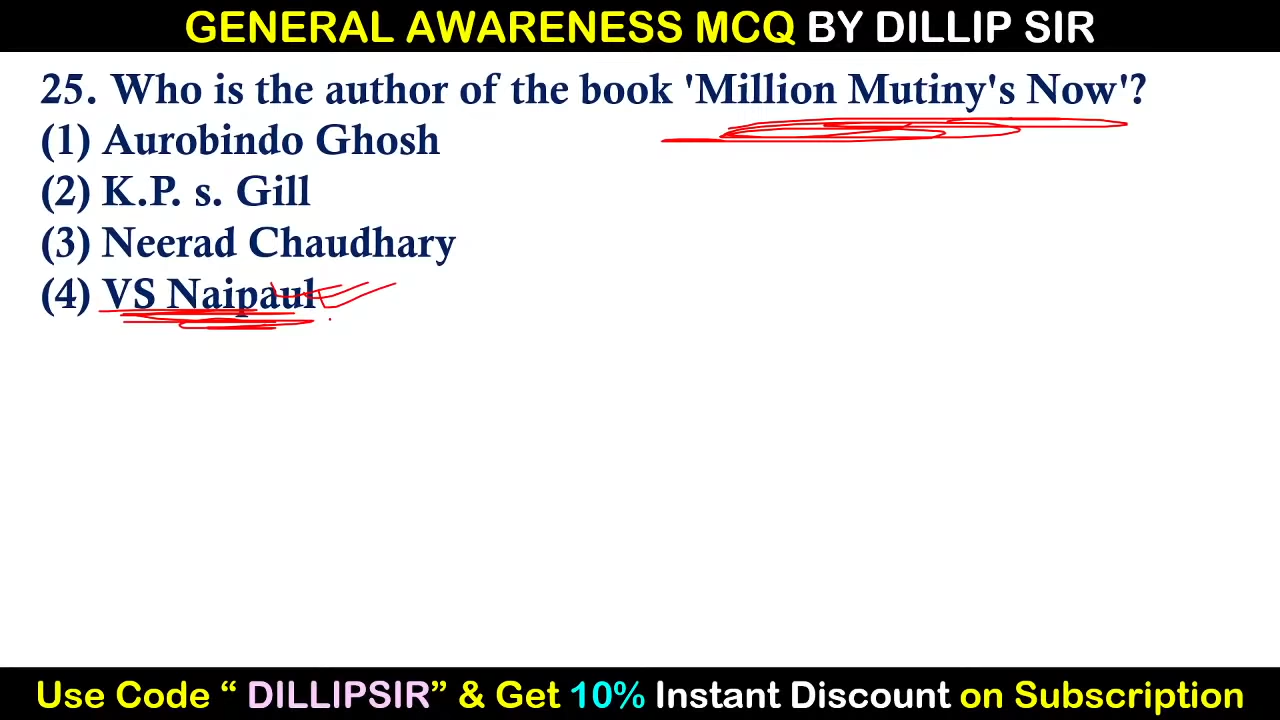 GENERAL AWARENESS MCQ BY DILLIP SIR
25. Who is the author of the book 'Million Mutiny's Now'?
(1) Aurobindo Ghosh
(2) K.P. s. Gill
(3) Neerad Chaudhary
(4) VS Naipaul
Use Code “ DILLIPSIR” & Get 10% Instant Discount on Subscription